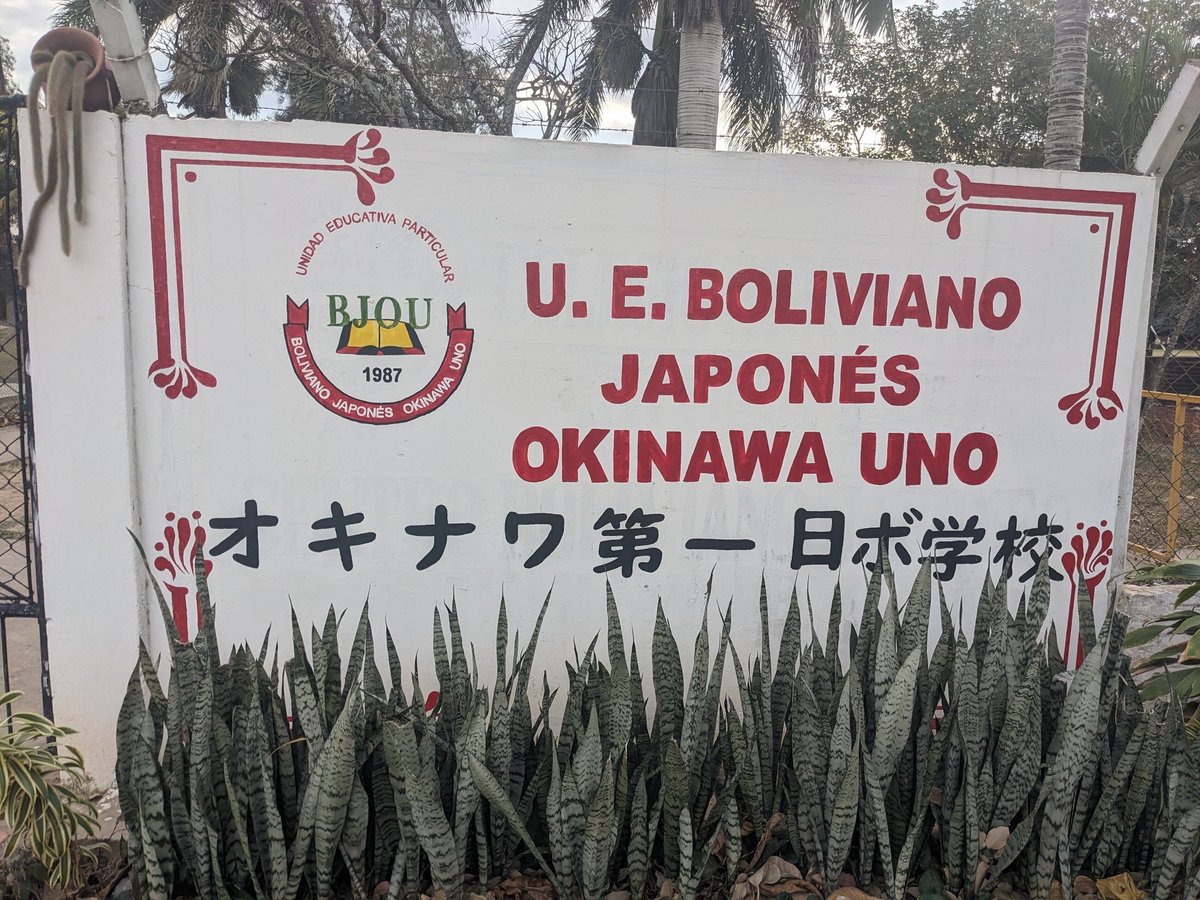 UNIDAD EDUCATIVA PARTICULAR
BJOU
1987
BOLIVIANO JAPONÉS OKINAWA UNO
U. E. BOLIVIANO
JAPONÉS
OKINAWA UNO
オキナワ第一日ボ学校